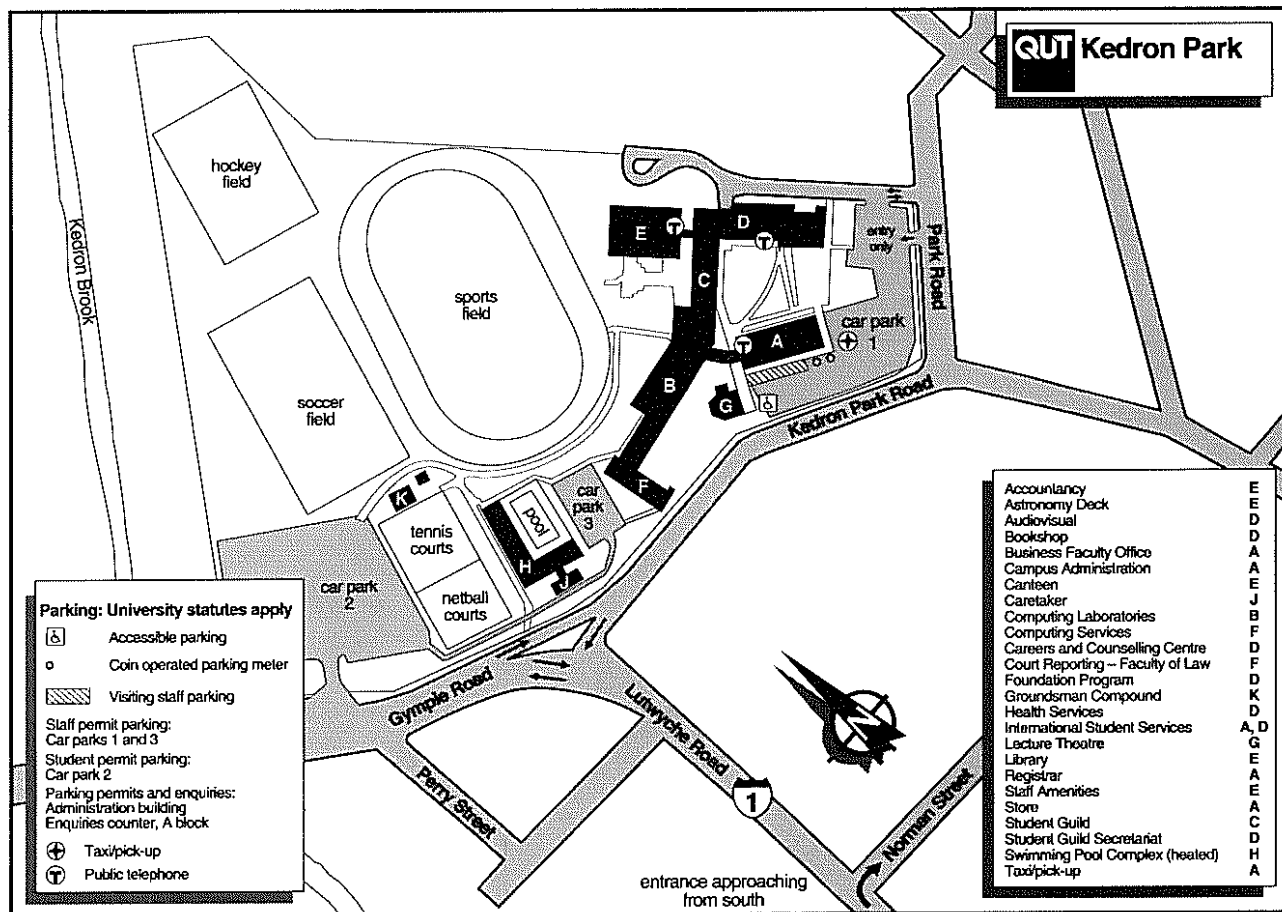 QUT Kedron Park
hockey
field
Kedron Brook
sports
field
soccer
field
E
T
D
T
C
entry
only
Park Road
car park
1
A
T
B
G
Kedron Park Road
F
K
car
park
3
pool
tennis
courts
H
J
netball
courts
car park
2
Gympie Road
Lutwyche Road
Perry Street
1
N
Norman Street
entrance approaching
from south
Parking: University statutes apply
Accessible parking
Coin operated parking meter
Visiting staff parking
Staff permit parking:
Car parks 1 and 3
Student permit parking:
Car park 2
Parking permits and enquiries:
Administration building
Enquiries counter, A block
Taxi/pick-up
T Public telephone
Accountancy E
Astronomy Deck E
Audiovisual D
Bookshop D
Business Faculty Office A
Campus Administration A
Canteen E
Caretaker J
Computing Laboratories B
Computing Services F
Careers and Counselling Centre D
Court Reporting – Faculty of Law F
Foundation Program D
Groundsman Compound K
Health Services D
International Student Services A, D
Lecture Theatre G
Library E
Registrar A
Staff Amenities E
Store A
Student Guild C
Student Guild Secretariat D
Swimming Pool Complex (heated) H
Taxi/pick-up A